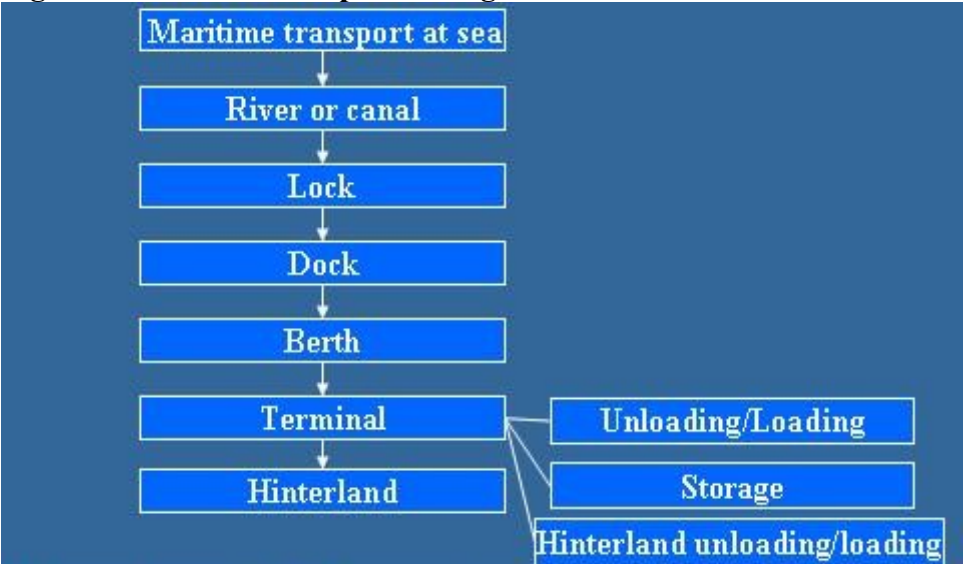 Maritime transport at sea
River or canal
Lock
Dock
Berth
Terminal
Unloading/Loading
Hinterland
Storage
Hinterland unloading/loading